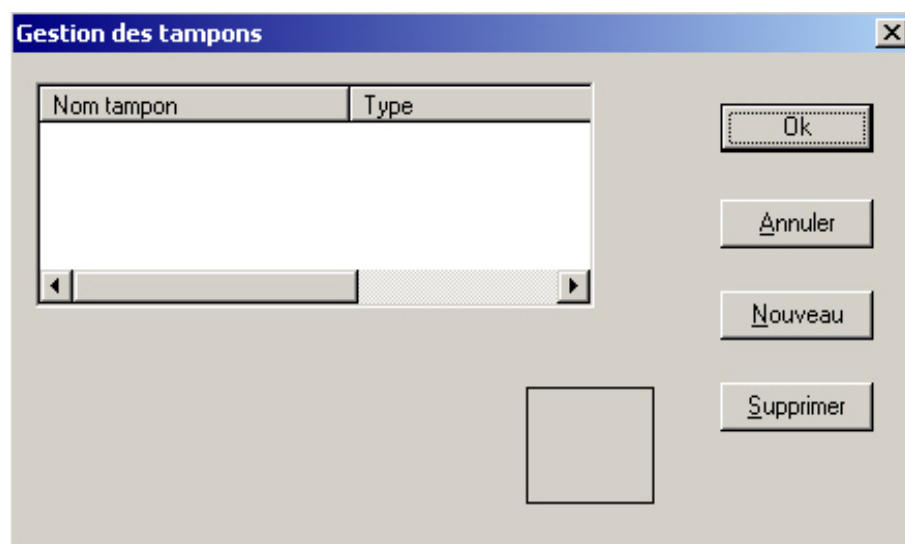 Gestion des tampons
Nom tampon Type
Ok
Annuler
Nouveau
Supprimer